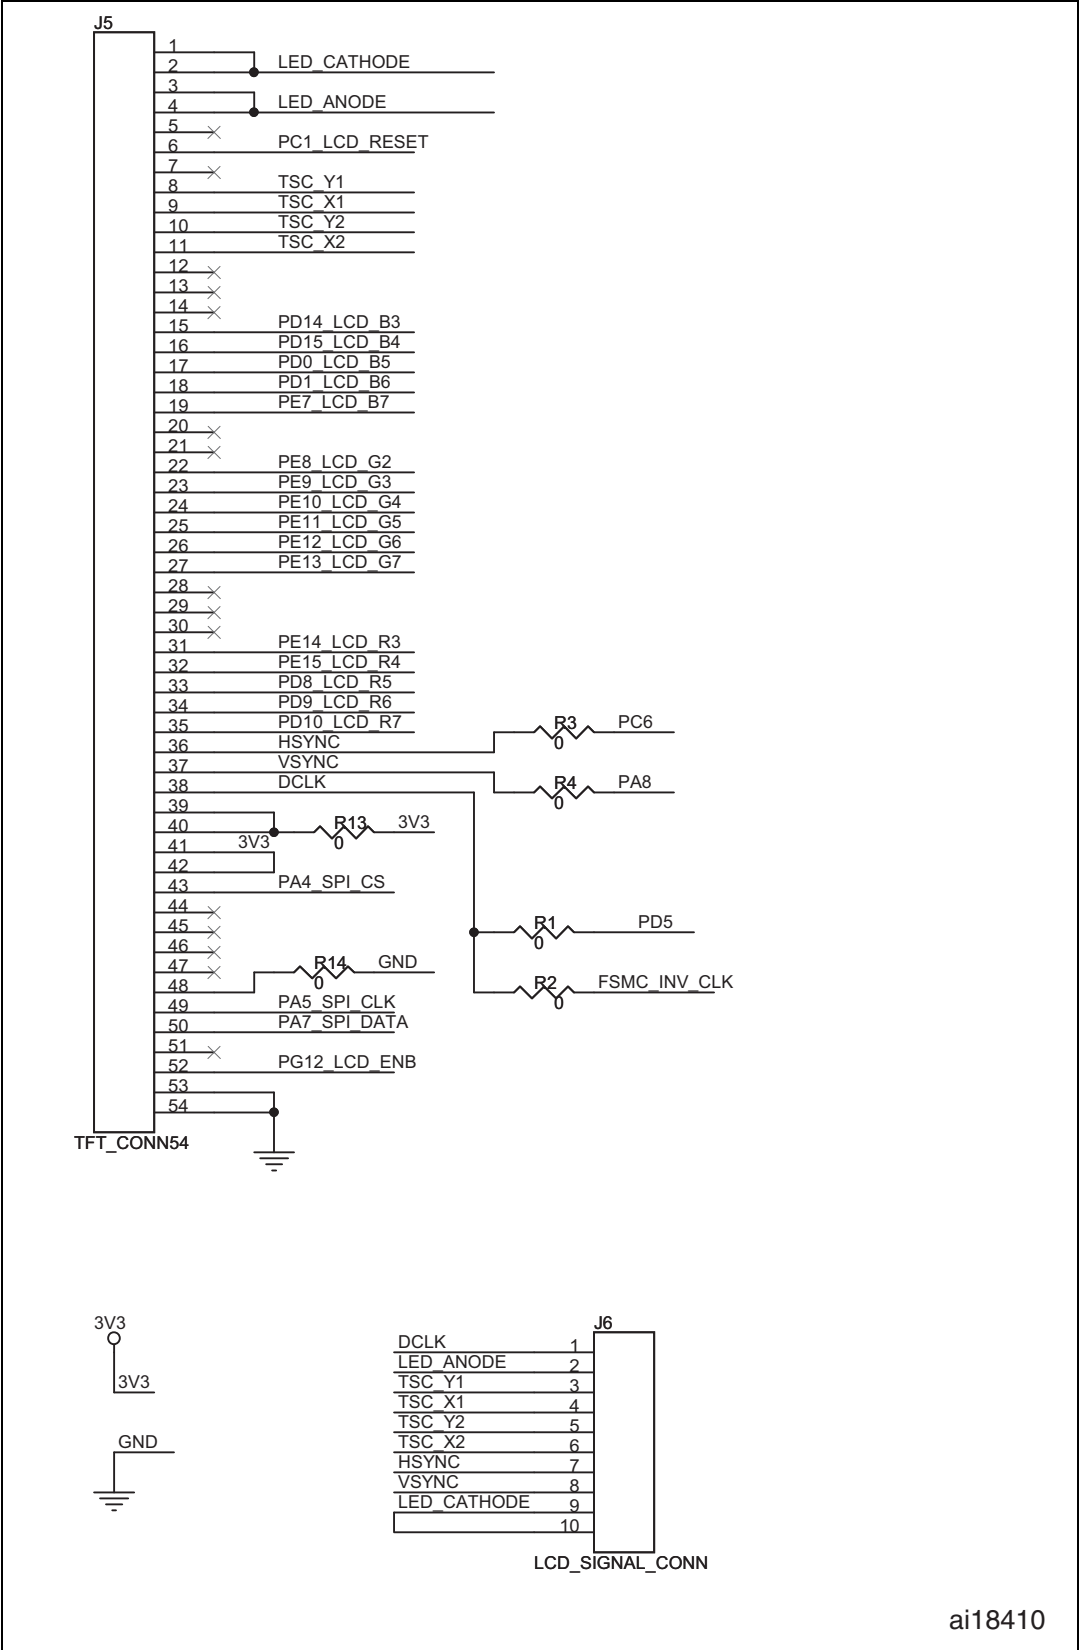 J5
1
2 LED_CATHODE
3
4 LED_ANODE
5
6 PC1_LCD_RESET
7
8 TSC_Y1
9 TSC_X1
10 TSC_Y2
11 TSC_X2
12
13
14
15 PD14_LCD_B3
16 PD15_LCD_B4
17 PD0_LCD_B5
18 PD1_LCD_B6
19 PE7_LCD_B7
20
21
22 PE8_LCD_G2
23 PE9_LCD_G3
24 PE10_LCD_G4
25 PE11_LCD_G5
26 PE12_LCD_G6
27 PE13_LCD_G7
28
29
30
31 PE14_LCD_R3
32 PE15_LCD_R4
33 PD8_LCD_R5
34 PD9_LCD_R6
35 PD10_LCD_R7
36 HSYNC R3 0 PC6
37 VSYNC R4 0 PA8
38 DCLK
39
40 R13 0 3V3
41 3V3
42
43 PA4_SPI_CS
44
45 R1 0 PD5
46
47 R14 0 GND
48 R2 0 FSMC_INV_CLK
49 PA5_SPI_CLK
50 PA7_SPI_DATA
51
52 PG12_LCD_ENB
53
54
TFT_CONN54
3V3
3V3
GND
J6
DCLK 1
LED_ANODE 2
TSC_Y1 3
TSC_X1 4
TSC_Y2 5
TSC_X2 6
HSYNC 7
VSYNC 8
LED_CATHODE 9
10
LCD_SIGNAL_CONN
ai18410